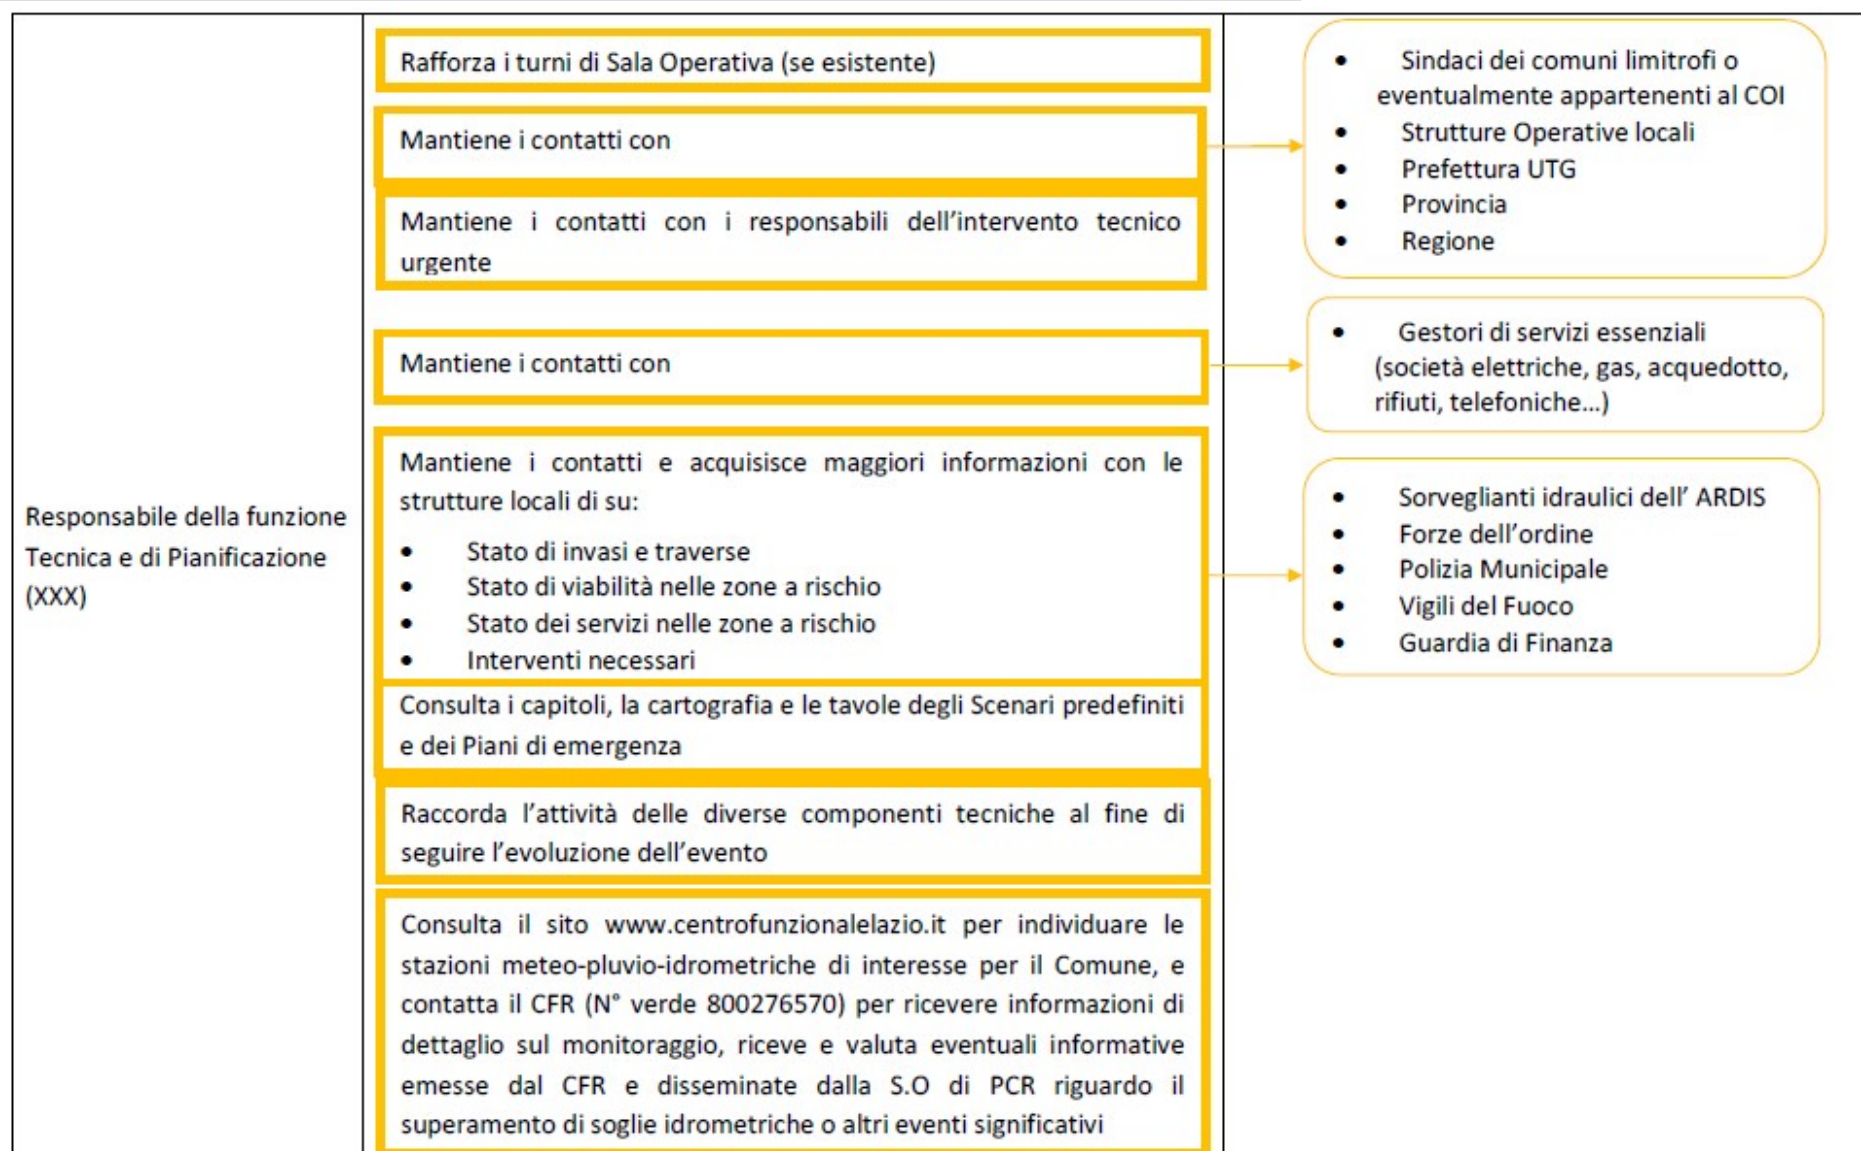 Rafforza i turni di Sala Operativa (se esistente)
Mantiene i contatti con
• Sindaci dei comuni limitrofi o
eventualmente appartenenti al COI
• Strutture Operative locali
• Prefettura UTG
• Provincia
• Regione
Mantiene i contatti con i responsabili dell’intervento tecnico
urgente
Mantiene i contatti con
• Gestori di servizi essenziali
(società elettriche, gas, acquedotto,
rifiuti, telefoniche…)
Responsabile della funzione
Tecnica e di Pianificazione
(XXX)
Mantiene i contatti e acquisisce maggiori informazioni con le
strutture locali di su:
• Stato di invasi e traverse
• Stato di viabilità nelle zone a rischio
• Stato dei servizi nelle zone a rischio
• Interventi necessari
• Sorveglianti idraulici dell’ ARDIS
• Forze dell’ordine
• Polizia Municipale
• Vigili del Fuoco
• Guardia di Finanza
Consulta i capitoli, la cartografia e le tavole degli Scenari predefiniti
e dei Piani di emergenza
Raccorda l’attività delle diverse componenti tecniche al fine di
seguire l’evoluzione dell’evento
Consulta il sito www.centrofunzionalelazio.it per individuare le
stazioni meteo-pluvio-idrometriche di interesse per il Comune, e
contatta il CFR (N° verde 800276570) per ricevere informazioni di
dettaglio sul monitoraggio, riceve e valuta eventuali informative
emesse dal CFR e disseminate dalla S.O di PCR riguardo il
superamento di soglie idrometriche o altri eventi significativi